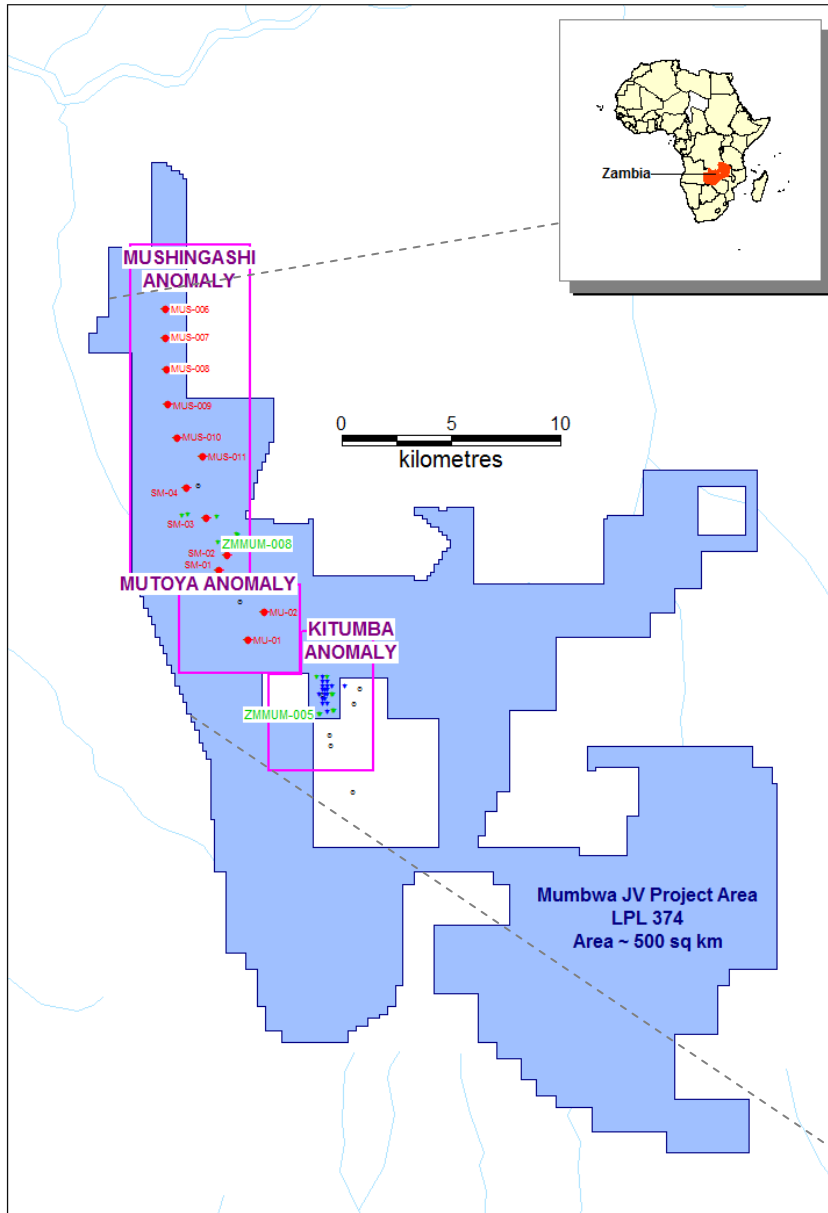 Zambia
MUSHINGASHI
ANOMALY
MUS-006
MUS-007
MUS-008
MUS-009
MUS-010
MUS-011
0 5 10
kilometres
SM-04
SM-03
ZMMUM-008
SM-02
SM-01
MUTOYA ANOMALY
MU-02
MU-01
KITUMBA
ANOMALY
ZMMUM-005
Mumbwa JV Project Area
LPL 374
Area ~ 500 sq km